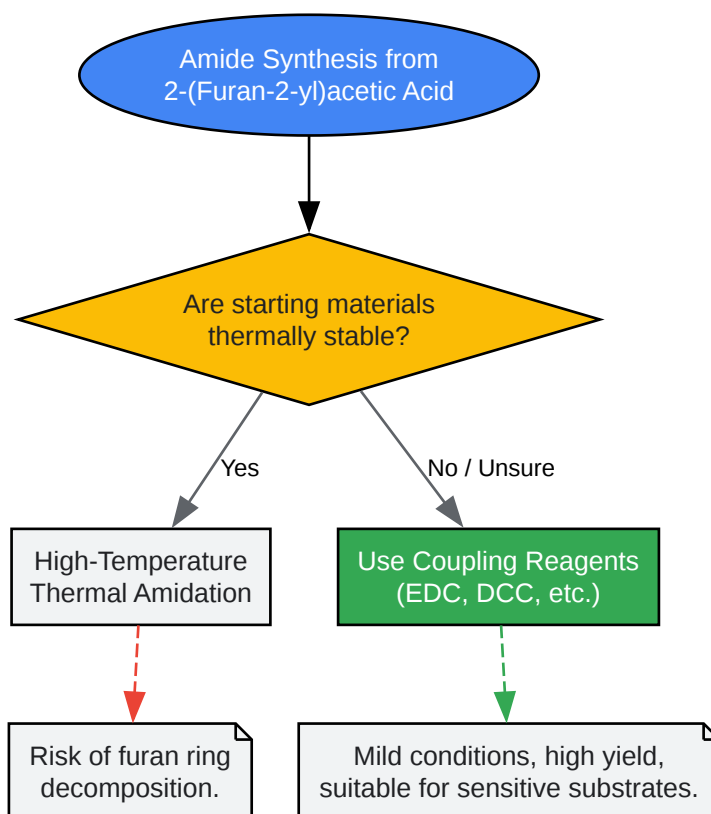 Amide Synthesis from
2-(Furan-2-yl)acetic Acid
Are starting materials
thermally stable?
Yes
No / Unsure
High-Temperature
Thermal Amidation
Use Coupling Reagents
(EDC, DCC, etc.)
Risk of furan ring
decomposition.
Mild conditions, high yield,
suitable for sensitive substrates.